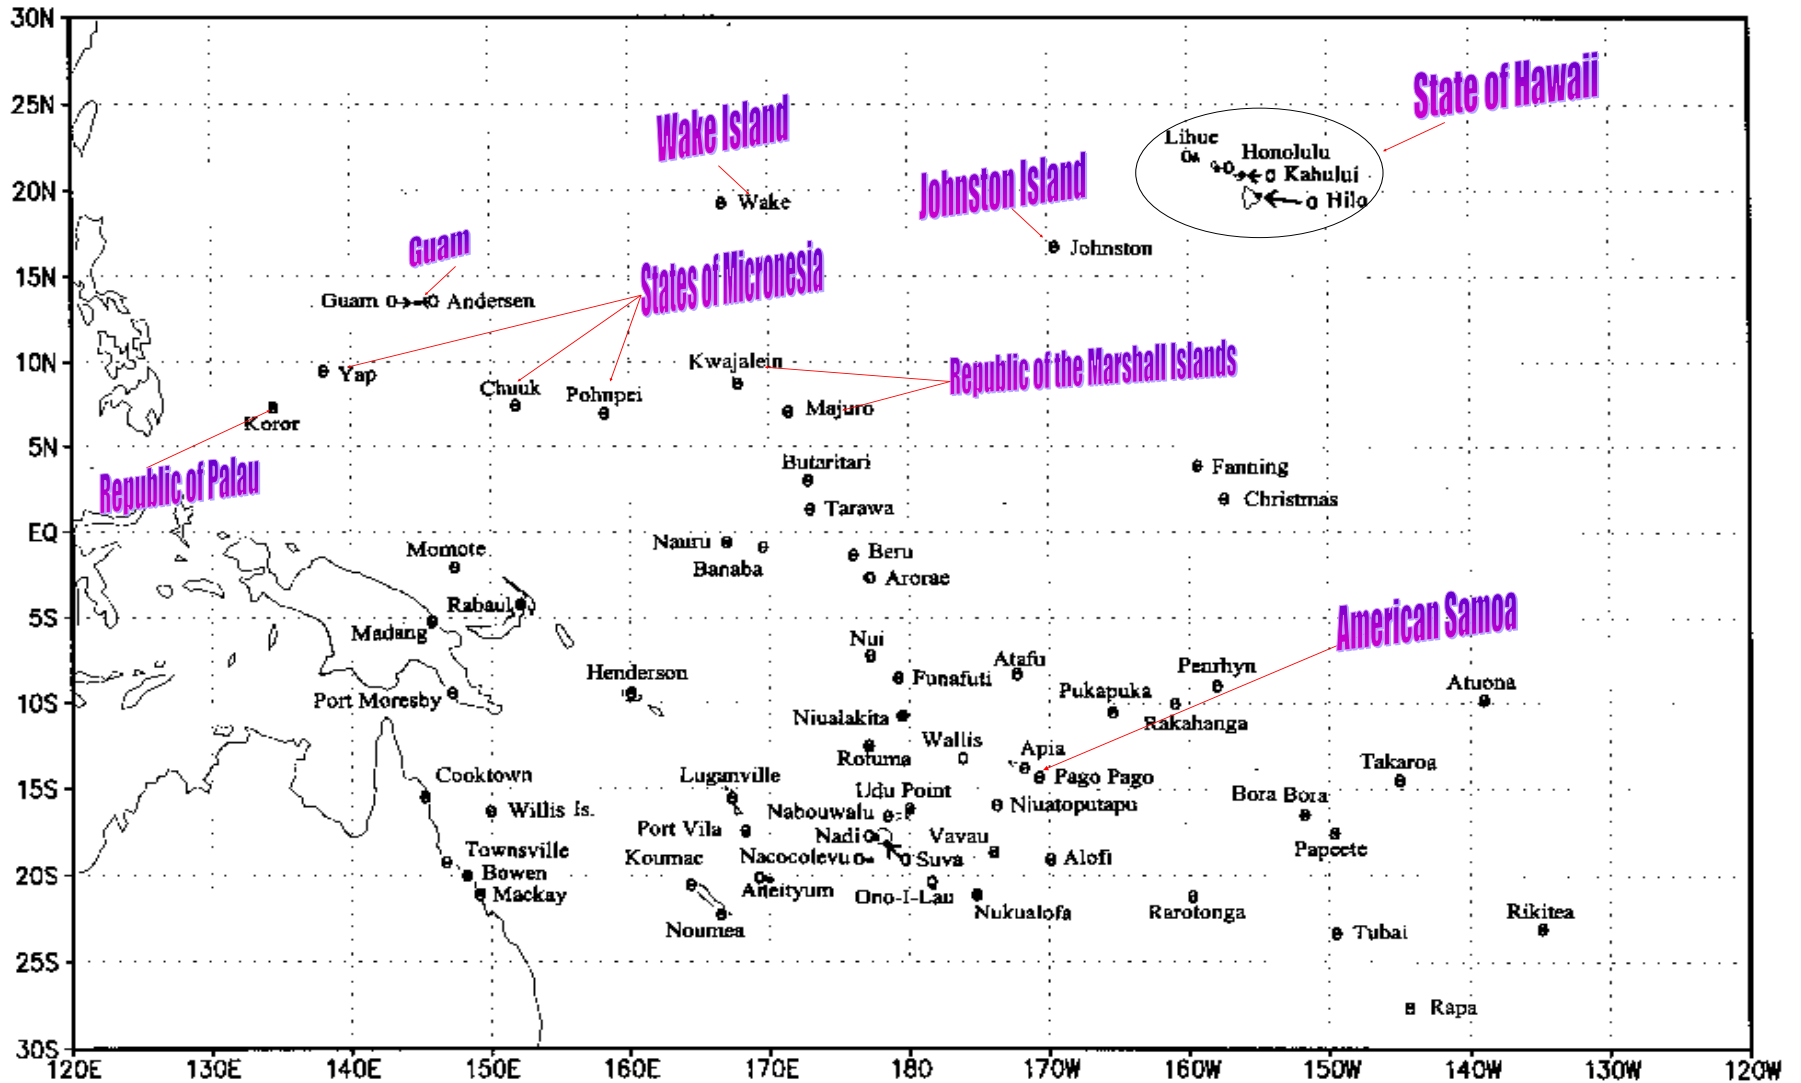 30N
25N
20N
15N
10N
5N
EQ
5S
10S
15S
20S
25S
30S
120E
130E
140E
150E
160E
170E
180
170W
160W
150W
140W
130W
120W
State of Hawaii
Wake Island
Johnston Island
Guam
States of Micronesia
Republic of the Marshall Islands
Republic of Palau
American Samoa
Lihue
Honolulu
Kahului
Hilo
Wake
Johnston
Guam
Andersen
Yap
Chuuk
Pohnpei
Kwajalein
Majuro
Koror
Butaritari
Tarawa
Fanning
Christmas
Nauru
Banaba
Beru
Arorae
Momote
Rabaul
Madang
Port Moresby
Henderson
Nui
Funafuti
Atafu
Penrhyn
Pukapuka
Rakahanga
Atuona
Niualakita
Rotuma
Wallis
Apia
Pago Pago
Takaroa
Cooktown
Willis Is.
Luganville
Udu Point
Nabouwalu
Niuatoputapu
Bora Bora
Port Vila
Nadi
Vavau
Papeete
Townsville
Koumac
Nacocolevu
Suva
Alofi
Bowen
Mackay
Aneityum
Ono-I-Lau
Nukualofa
Rarotonga
Rikitea
Noumea
Tubai
Rapa